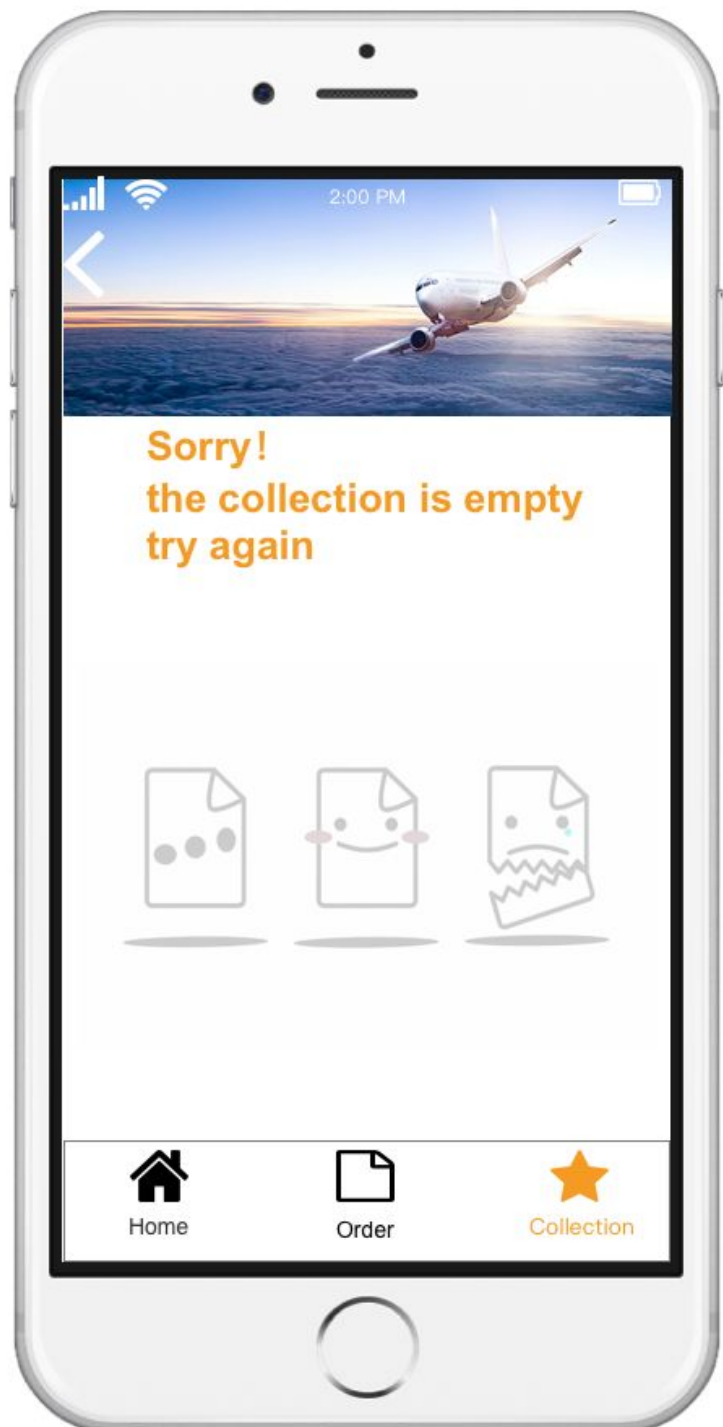 2:00 PM
Sorry！
the collection is empty
try again
Home
Order
Collection